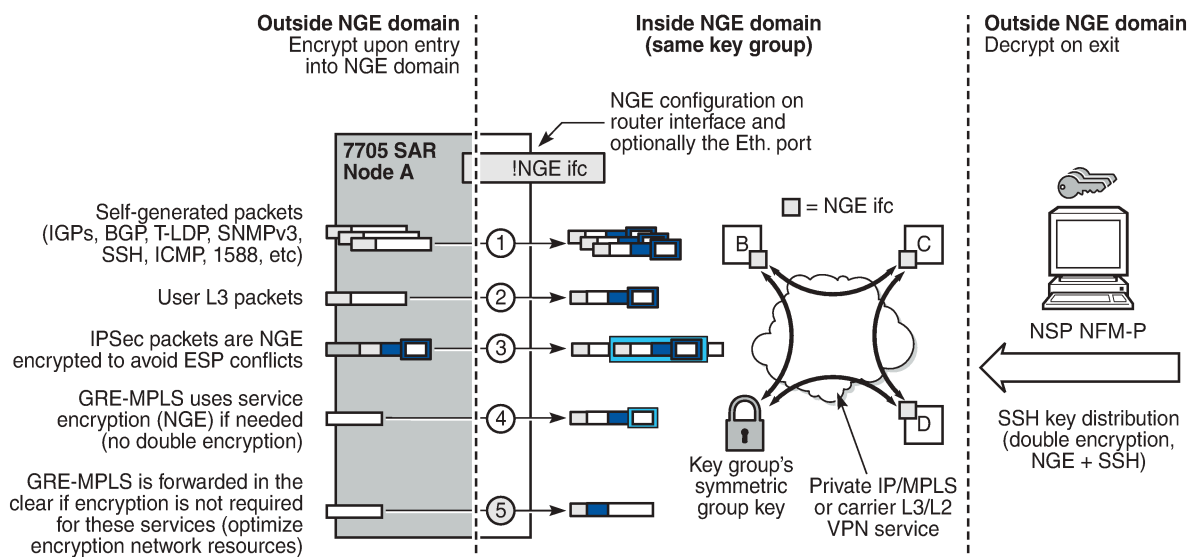 Outside NGE domain
Encrypt upon entry
into NGE domain
Inside NGE domain
(same key group)
Outside NGE domain
Decrypt on exit
NGE configuration on
router interface and
optionally the Eth. port
7705 SAR
Node A
!NGE ifc
Self-generated packets
(IGPs, BGP, T-LDP, SNMPv3,
SSH, ICMP, 1588, etc)
1
= NGE ifc
B
C
User L3 packets
2
IPSec packets are NGE
encrypted to avoid ESP conflicts
3
NSP NFM-P
GRE-MPLS uses service
encryption (NGE) if needed
(no double encryption)
4
D
SSH key distribution
(double encryption,
NGE + SSH)
Key group's
symmetric
group key
Private IP/MPLS
or carrier L3/L2
VPN service
GRE-MPLS is forwarded in the
clear if encryption is not required
for these services (optimize
encryption network resources)
5